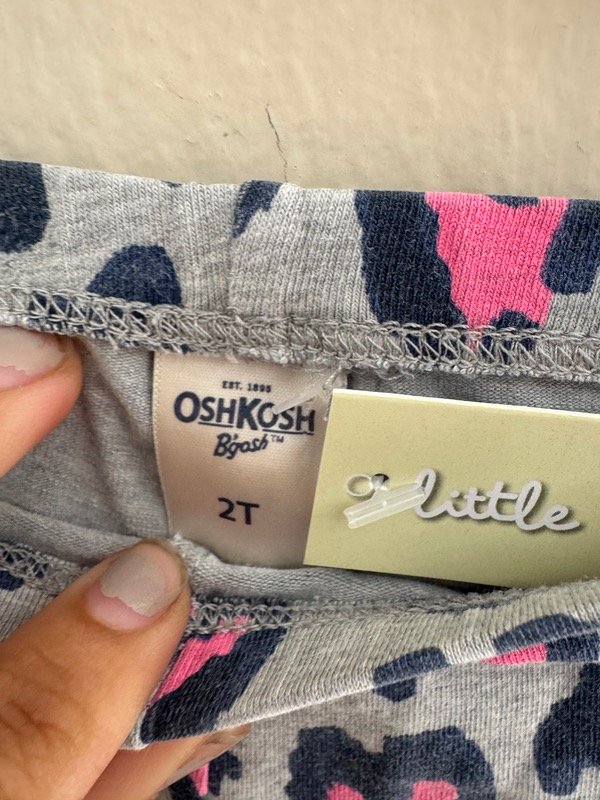 EST. 1895
OSHKOSH
B'gosh™
2T
little